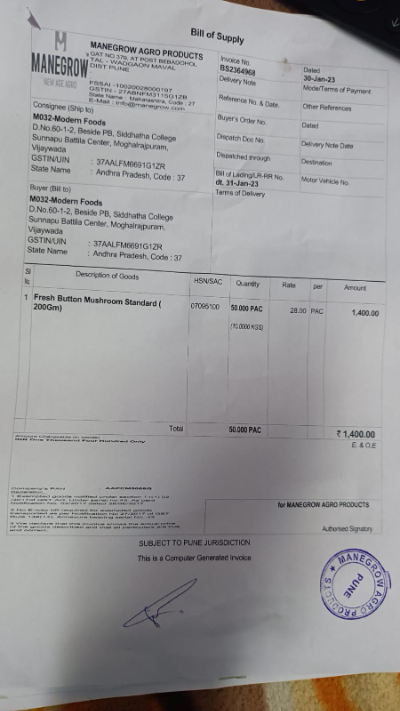 Bill of Supply
MANEGROW
NEW AGE AGRO
MANEGROW AGRO PRODUCTS
GAT NO.379, AT POST BEBADOHOL
TAL - WADGAON MAVAL
DIST PUNE
FSSAI -10020028000197
GSTIN - 27ABNFM3115G1ZB
State Name : Maharashtra, Code : 27
E-Mail : info@manegrow.com
Invoice No.
BS2364968
Dated
30-Jan-23
Delivery Note
Mode/Terms of Payment
Reference No. & Date.
Other References
Buyer's Order No.
Dated
Dispatch Doc No.
Delivery Note Date
Dispatched through
Destination
Bill of Lading/LR-RR No.
dt. 31-Jan-23
Motor Vehicle No.
Terms of Delivery
Consignee (Ship to)
M032-Modern Foods
D.No.60-1-2, Beside PB, Siddhatha College
Sunnapu Battila Center, Moghalrajpuram,
Vijaywada
GSTIN/UIN : 37AALFM6691G1ZR
State Name : Andhra Pradesh, Code : 37
Buyer (Bill to)
M032-Modern Foods
D.No.60-1-2, Beside PB, Siddhatha College
Sunnapu Battila Center, Moghalrajpuram,
Vijaywada
GSTIN/UIN : 37AALFM6691G1ZR
State Name : Andhra Pradesh, Code : 37
Sl
Description of Goods
HSN/SAC
Quantity
Rate
per
Amount
1 Fresh Button Mushroom Standard (
200Gm)
07095100
50.000 PAC
(10.0000 KGS)
28.00
PAC
1,400.00
Total
50.000 PAC
₹ 1,400.00
E. & O.E
Amount Chargeable (in words)
INR One Thousand Four Hundred Only
Company's PAN
for MANEGROW AGRO PRODUCTS
Authorised Signatory
SUBJECT TO PUNE JURISDICTION
This is a Computer Generated Invoice
MANEGROW AGRO PRODUCTS
PUNE